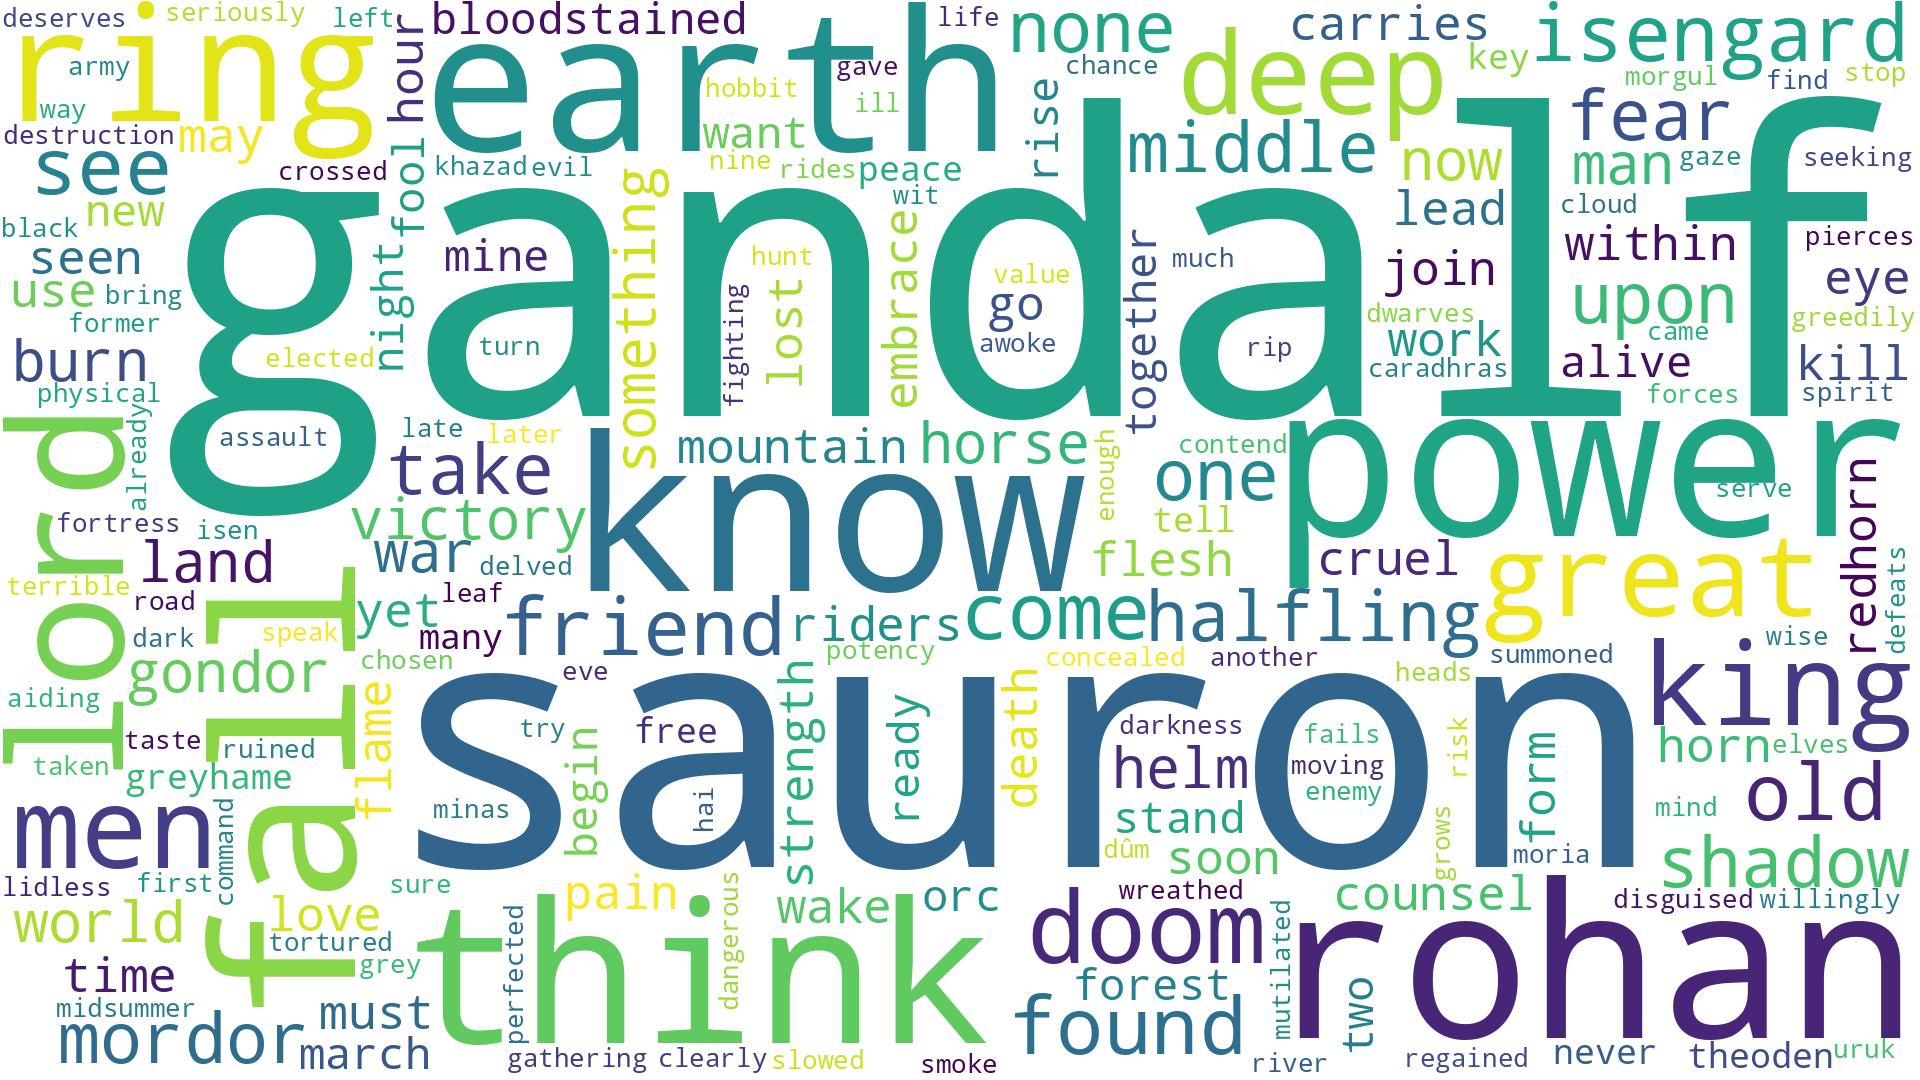 deserves
seriously
left
bloodstained
life
none
carries
isengard
ring
army
hour
earth
gave
chance
deep
key
morgul
find
stop
way
hobbit
ill
rise
fear
destruction
may
want
middle
now
man
gaze
seeking
see
crossed
fool
khazad
evil
nine
rides
peace
wit
black
new
something
lead
cloud
seen
night
mine
hunt
embrace
value
together
much
join
within
pierces
use
bring
gandalf
go
upon
eye
former
fighting
lost
dwarves
came
greedily
burn
elected
turn
awoke
rip
work
alive
kill
physical
caradhras
forces
spirit
lord
already
assault
late
later
mountain
horse
enough
contend
power
take
know
one
serve
fortress
isen
victory
tell
redhorn
land
war
delved
flesh
cruel
great
defeats
terrible
road
yet
leaf
friend
riders
come
halfling
wise
dark
speak
many
gondor
fall
chosen
eve
potency
concealed
another
summoned
king
heads
aiding
flame
sauron
try
free
strength
ready
death
darkness
fails
risk
form
horn
elves
taste
ruined
begin
helm
moving
taken
greyhame
enemy
old
men
command
minas
hai
stand
mind
dûm
soon
grows
moria
shadow
lidless
first
sure
pain
wake
orc
wreathed
counsel
disguised
willingly
world
love
think
doom
rohan
tortured
perfected
dangerous
mutilated
time
grey
forest
two
midsummer
must
found
mordor
march
gathering
clearly
slowed
smoke
river
regained
never
theoden
uruk